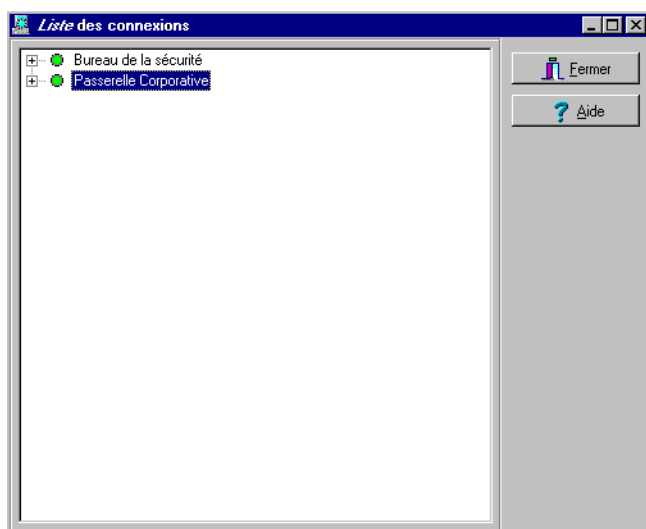 Liste des connexions
Bureau de la sécurité
Passerelle Corporative
Fermer
? Aide